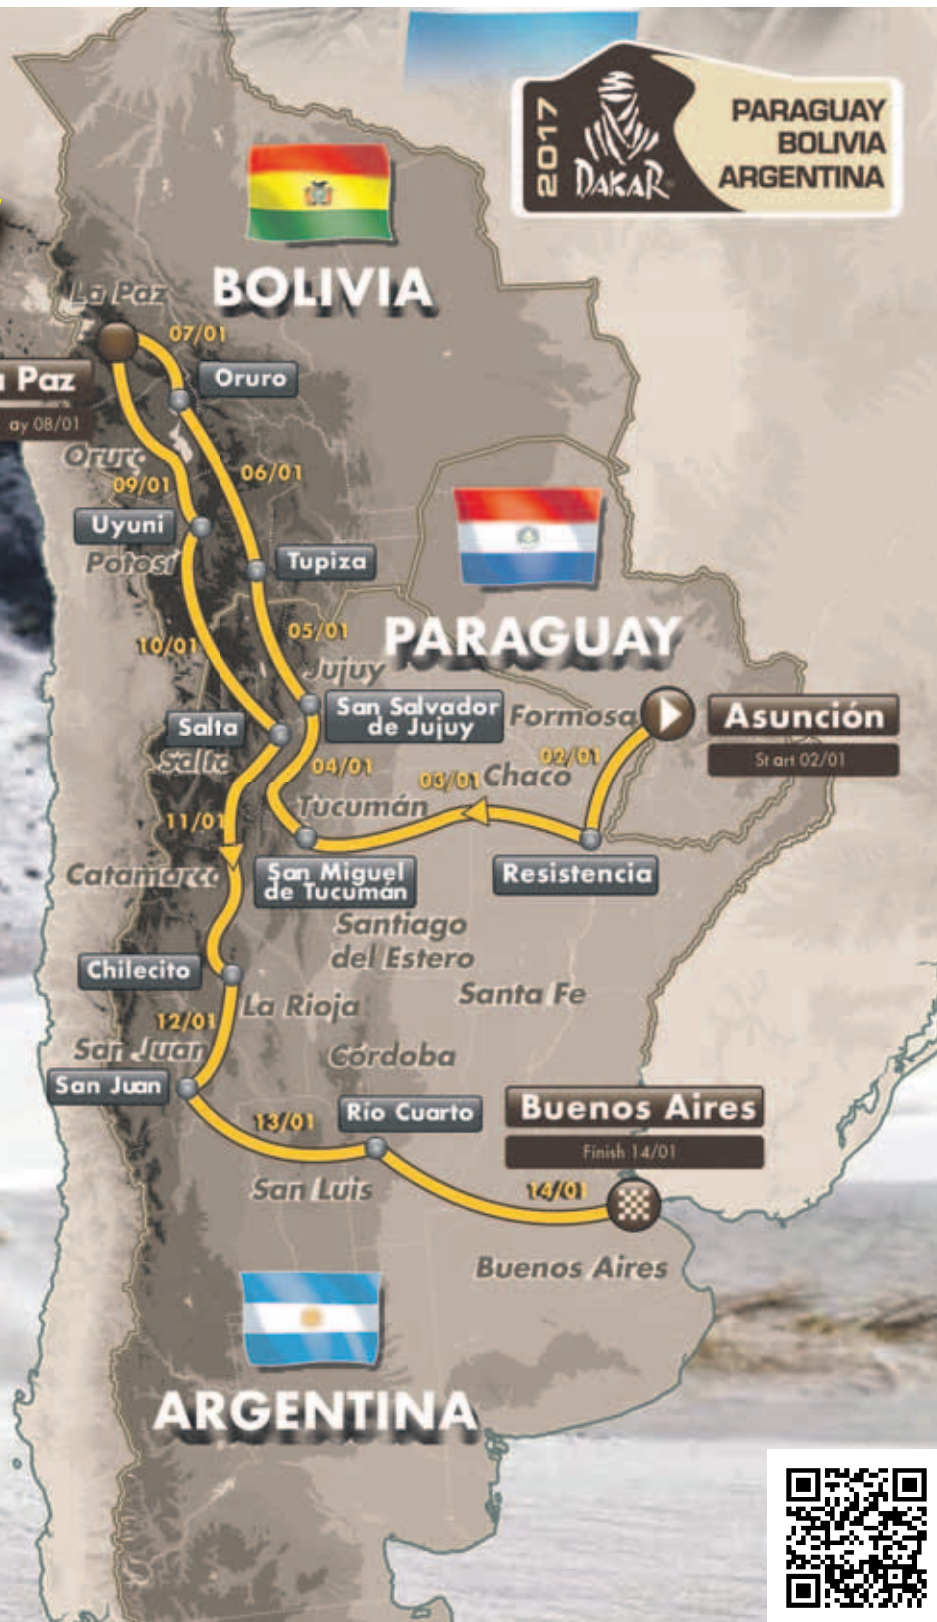 2017
DAKAR
PARAGUAY
BOLIVIA
ARGENTINA
BOLIVIA
La Paz
07/01
Oruro
a Paz
ay 08/01
Oruro
09/01
06/01
Uyuni
Potosí
Tupiza
05/01
PARAGUAY
10/01
Jujuy
San Salvador
de Jujuy
Formosa
Asunción
Start 02/01
Salta
Salta
02/01
04/01
03/01
Chaco
Tucumán
11/01
Catamarca
San Miguel
de Tucumán
Resistencia
Santiago
del Estero
Chilecito
Santa Fe
La Rioja
12/01
San Juan
Córdoba
San Juan
13/01
Río Cuarto
Buenos Aires
Finish 14/01
San Luis
14/01
Buenos Aires
ARGENTINA